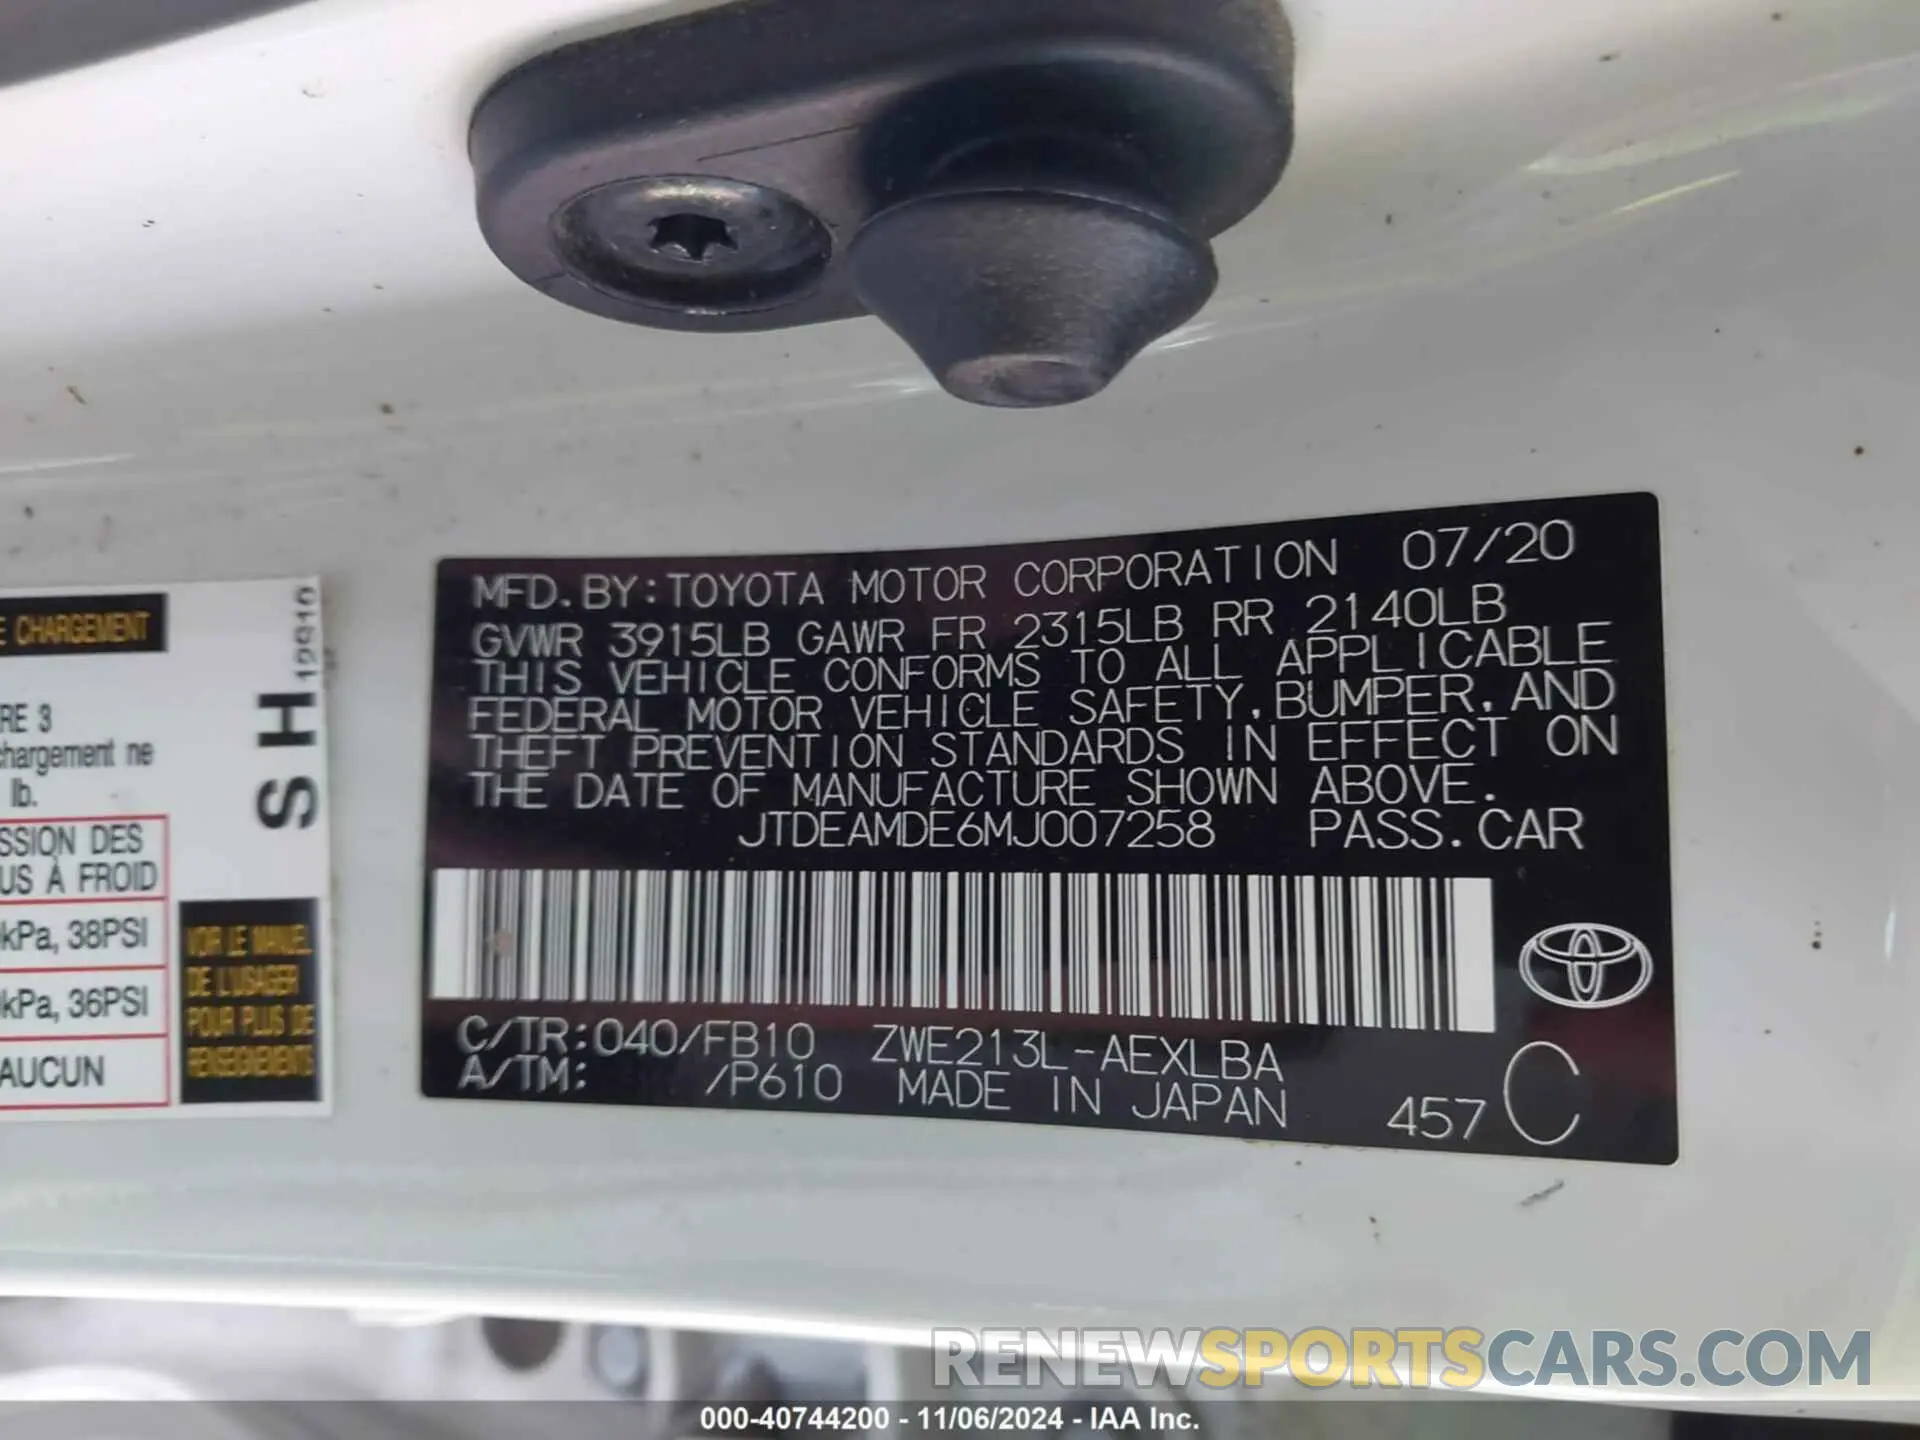 MFD. BY: TOYOTA MOTOR CORPORATION 07/20
GVWR 3915LB GAWR FR 2315LB RR 2140LB
THIS VEHICLE CONFORMS TO ALL APPLICABLE
FEDERAL MOTOR VEHICLE SAFETY, BUMPER, AND
THEFT PREVENTION STANDARDS IN EFFECT ON
THE DATE OF MANUFACTURE SHOWN ABOVE.
JTDEAMDE6MJ007258 PASS. CAR
C/TR: 040/FB10 ZWE213L-AEXLBA
A/TM: /P610 MADE IN JAPAN
457 C
E CHARGEMENT
RE 3
chargement ne
lb.
SSION DES
US À FROID
kPa, 38PSI
kPa, 36PSI
AUCUN
SH
VOIR LE MANUEL
DE L'USAGER
POUR PLUS DE
RENSEIGNEMENTS
RENEWSPORTSCARS.COM
000-40744200 - 11/06/2024 - IAA Inc.